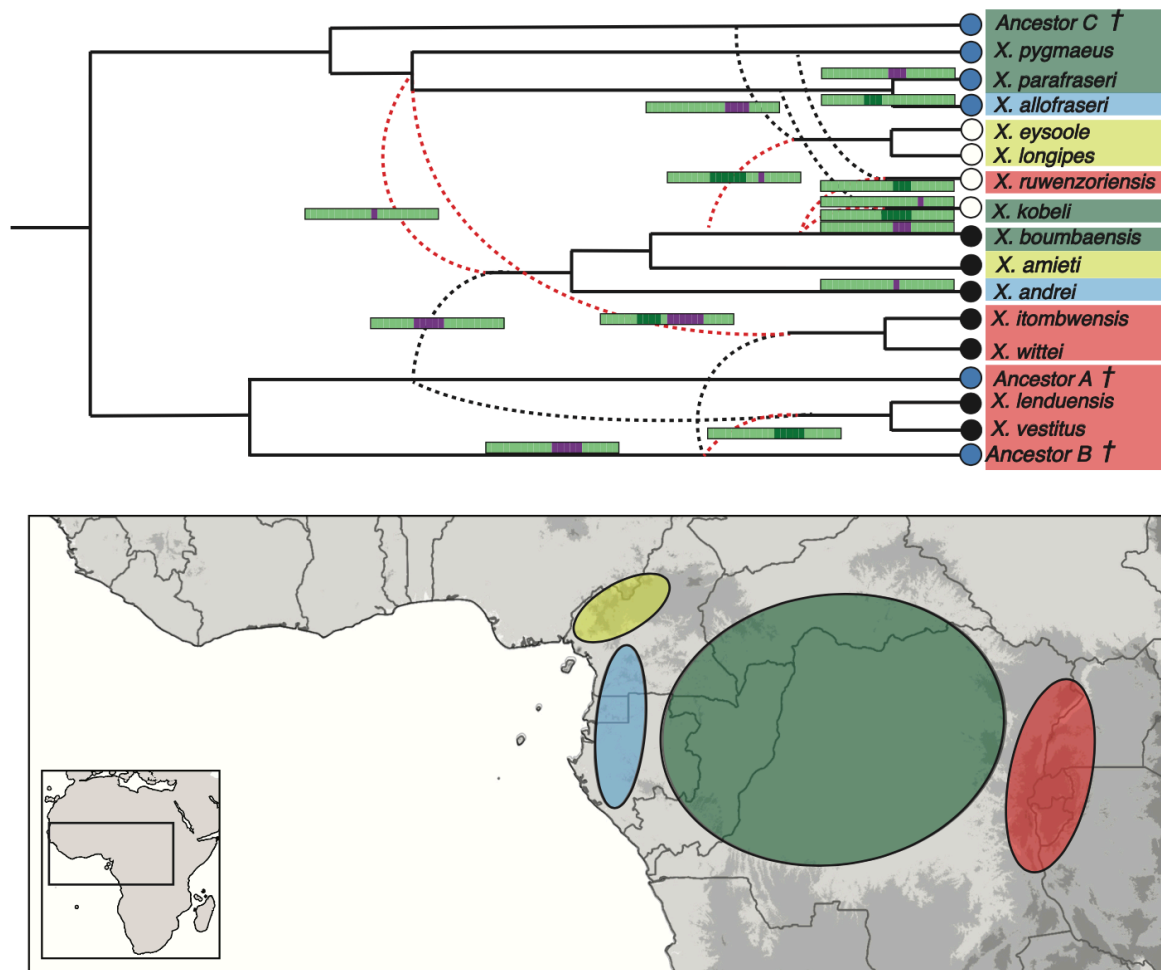 Ancestor C †
X. pygmaeus
X. parafraseri
X. allofraseri
X. eysoole
X. longipes
X. ruwenzoriensis
X. kobeli
X. boumbaensis
X. amieti
X. andrei
X. itombwensis
X. wittei
Ancestor A †
X. lenduensis
X. vestitus
Ancestor B †